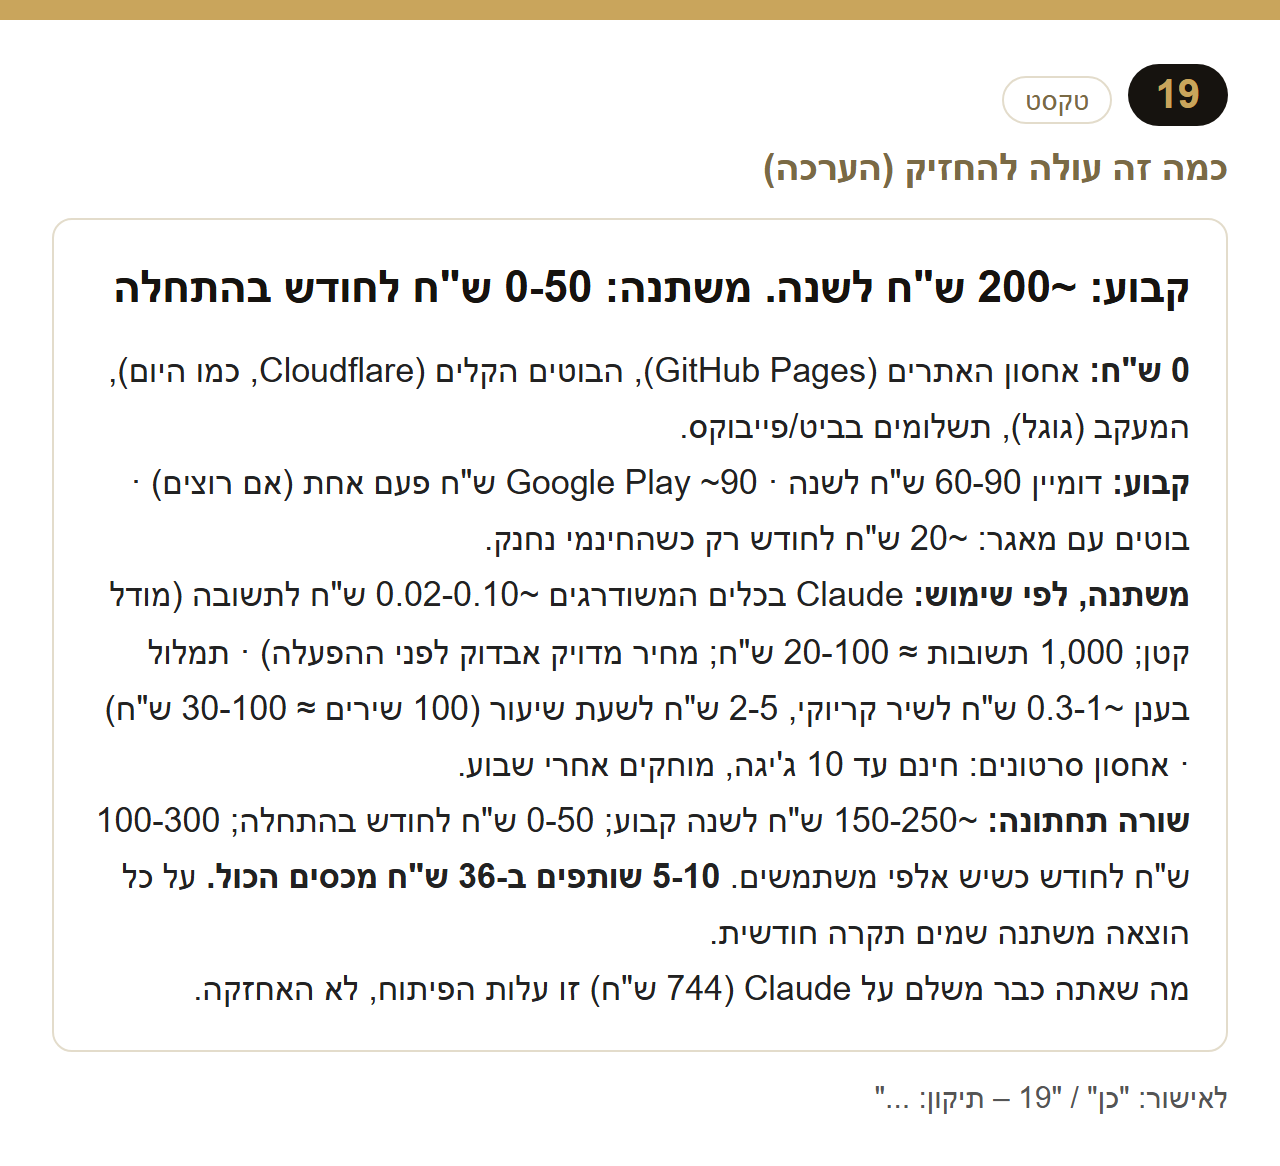 19
טקסט
כמה זה עולה להחזיק (הערכה)
קבוע: ~200 ש"ח לשנה. משתנה: 0-50 ש"ח לחודש בהתחלה
0 ש"ח: אחסון האתרים (GitHub Pages), הבוטים הקלים (Cloudflare, כמו היום),
המעקב (גוגל), תשלומים בביט/פייבוקס.
קבוע: דומיין 60-90 ש"ח לשנה · Google Play ~90 ש"ח פעם אחת (אם רוצים) ·
בוטים עם מאגר: ~20 ש"ח לחודש רק כשהחינמי נחנק.
משתנה, לפי שימוש: Claude בכלים המשודרגים ~0.02-0.10 ש"ח לתשובה (מודל
קטן; 1,000 תשובות ≈ 20-100 ש"ח; מחיר מדויק אבדוק לפני ההפעלה) · תמלול
בענן ~0.3-1 ש"ח לשיר קריוקי, 2-5 ש"ח לשעת שיעור (100 שירים ≈ 30-100 ש"ח)
· אחסון סרטונים: חינם עד 10 ג'יגה, מוחקים אחרי שבוע.
שורה תחתונה: ~150-250 ש"ח לשנה קבוע; 0-50 ש"ח לחודש בהתחלה; 100-300
ש"ח לחודש כשיש אלפי משתמשים. 5-10 שותפים ב-36 ש"ח מכסים הכול. על כל
הוצאה משתנה שמים תקרה חודשית.
מה שאתה כבר משלם על Claude (744 ש"ח) זו עלות הפיתוח, לא האחזקה.
לאישור: "כן" / "19 – תיקון: ..."